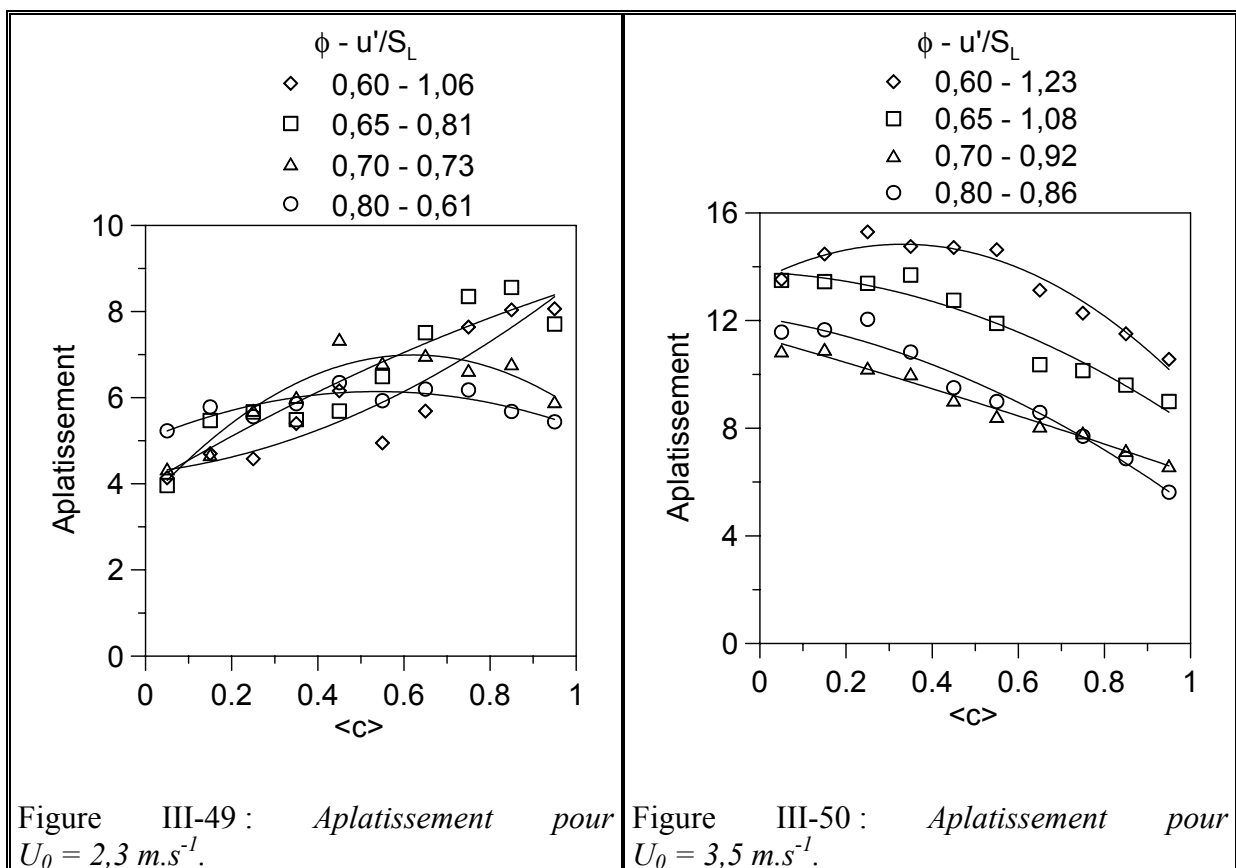 ϕ - u'/S_L
0,60 - 1,06
0,65 - 0,81
0,70 - 0,73
0,80 - 0,61
10
8
6
4
2
0
Aplatissement
0 0.2 0.4 0.6 0.8 1
<c>
Figure III-49 : Aplatissement pour
U₀ = 2,3 m.s⁻¹.
ϕ - u'/S_L
0,60 - 1,23
0,65 - 1,08
0,70 - 0,92
0,80 - 0,86
16
12
8
4
0
Aplatissement
0 0.2 0.4 0.6 0.8 1
<c>
Figure III-50 : Aplatissement pour
U₀ = 3,5 m.s⁻¹.